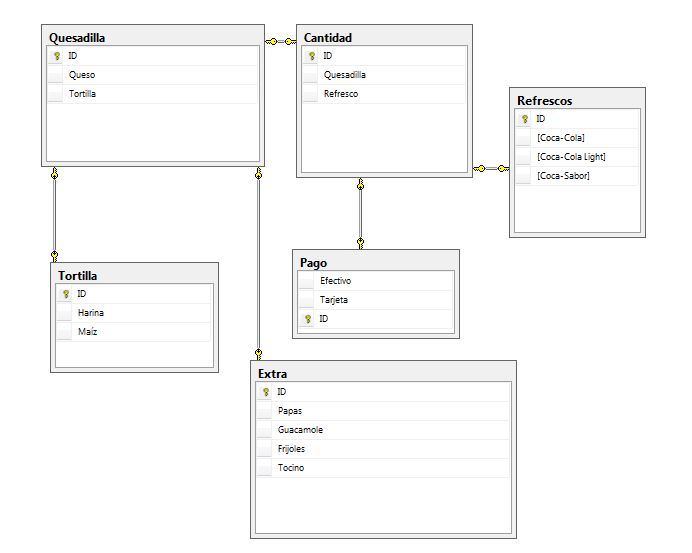 Quesadilla
ID
Queso
Tortilla
Cantidad
ID
Quesadilla
Refresco
Refrescos
ID
[Coca-Cola]
[Coca-Cola Light]
[Coca-Sabor]
Tortilla
ID
Harina
Maíz
Pago
Efectivo
Tarjeta
ID
Extra
ID
Papas
Guacamole
Frijoles
Tocino